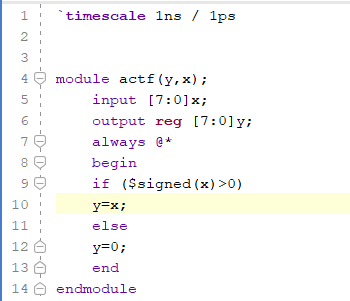 1 `timescale 1ns / 1ps
2
3
4 module actf(y,x);
5 input [7:0]x;
6 output reg [7:0]y;
7 always @*
8 begin
9 if ($signed(x)>0)
10 y=x;
11 else
12 y=0;
13 end
14 endmodule